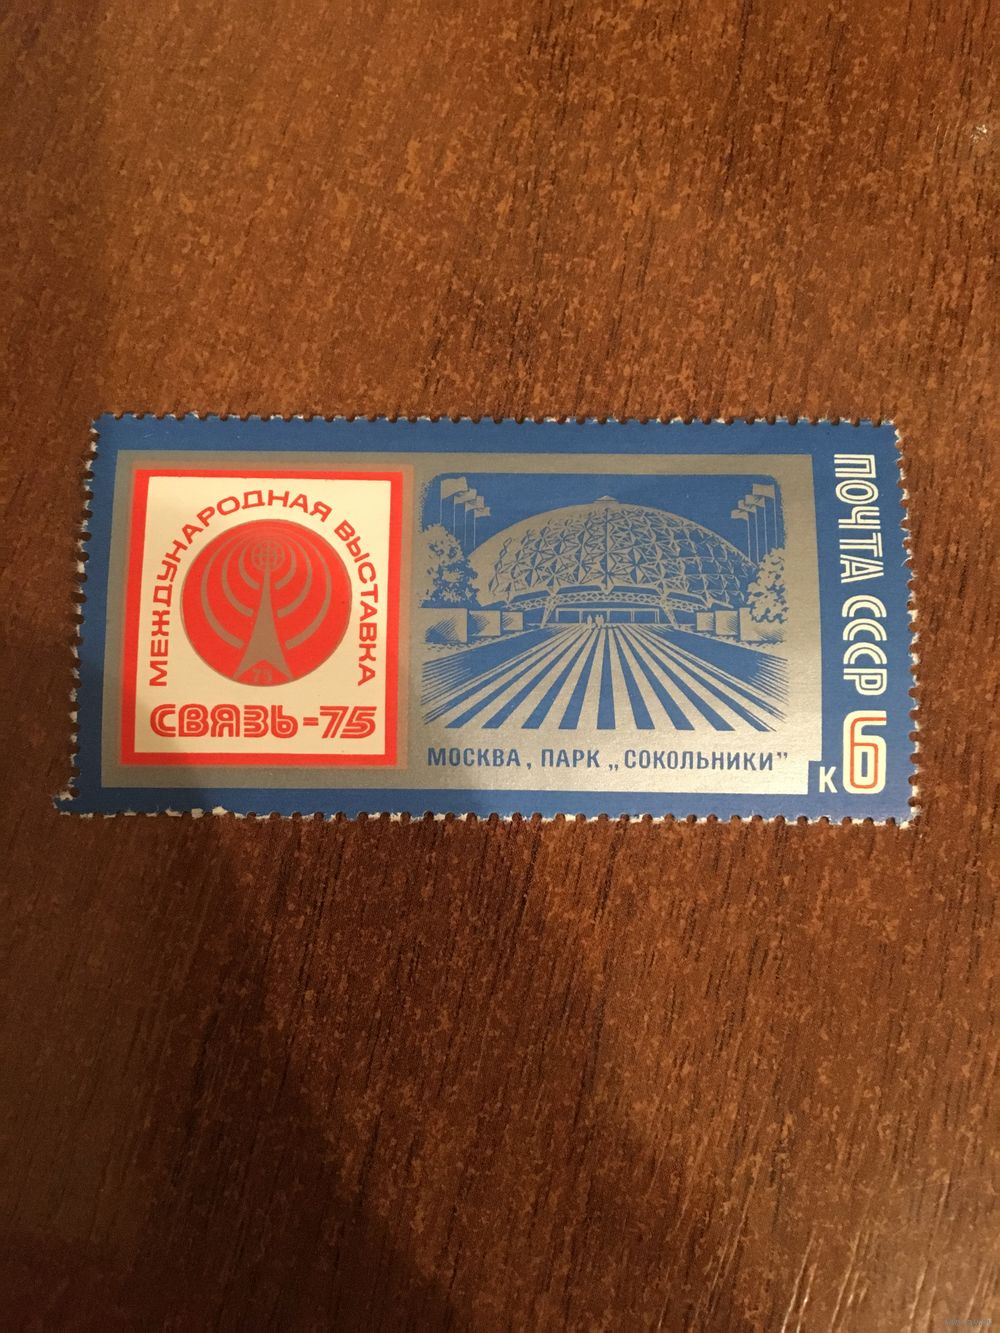 МЕЖДУНАРОДНАЯ ВЫСТАВКА
75
СВЯЗЬ-75
МОСКВА, ПАРК „СОКОЛЬНИКИ”
ПОЧТА СССР
6 К